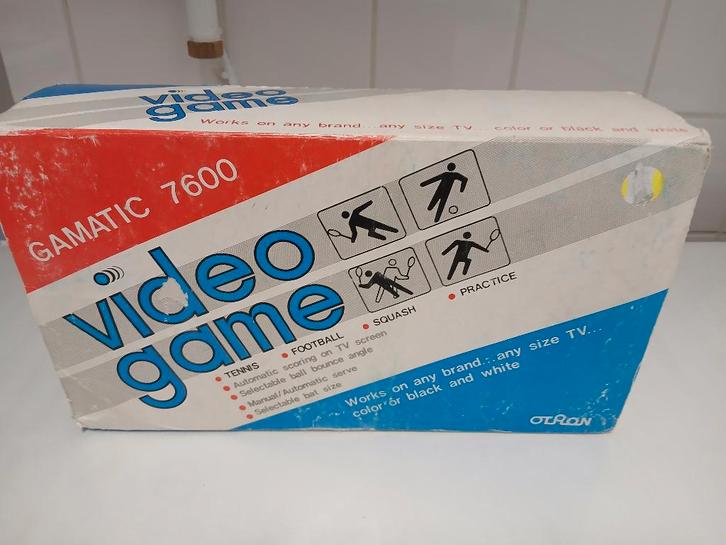 video
game
Works on any brand... any size TV... color or black and white
GAMATIC 7600
video
game
TENNIS
FOOTBALL
SQUASH
PRACTICE
Automatic scoring on TV screen
Selectable ball bounce angle
Manual/Automatic serve
Selectable bat size
Works on any brand... any size TV...
color or black and white
OTRON